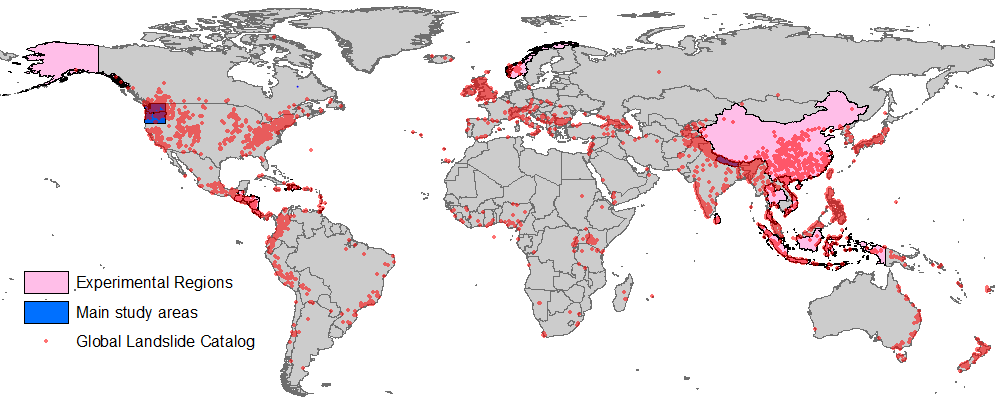 Experimental Regions
Main study areas
Global Landslide Catalog